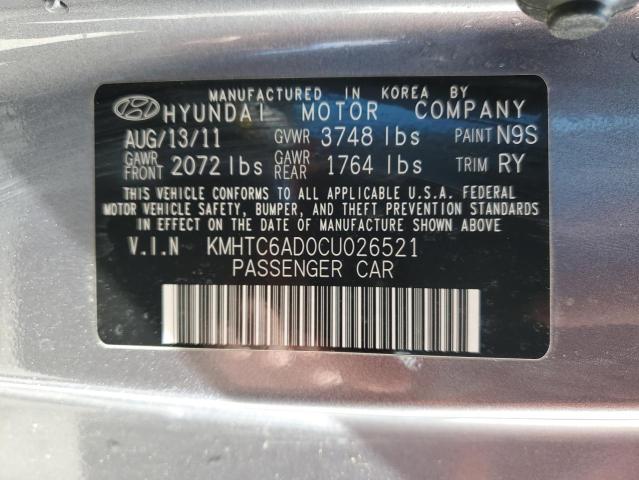 MANUFACTURED IN KOREA BY
HYUNDAI MOTOR COMPANY
AUG/13/11 GVWR 3748 lbs PAINT N9S
GAWR FRONT 2072 lbs GAWR REAR 1764 lbs TRIM RY
THIS VEHICLE CONFORMS TO ALL APPLICABLE U.S.A. FEDERAL
MOTOR VEHICLE SAFETY, BUMPER, AND THEFT PREVENTION STANDARDS
IN EFFECT ON THE DATE OF MANUFACTURE SHOWN ABOVE
V.I.N KMHTC6AD0CU026521
PASSENGER CAR